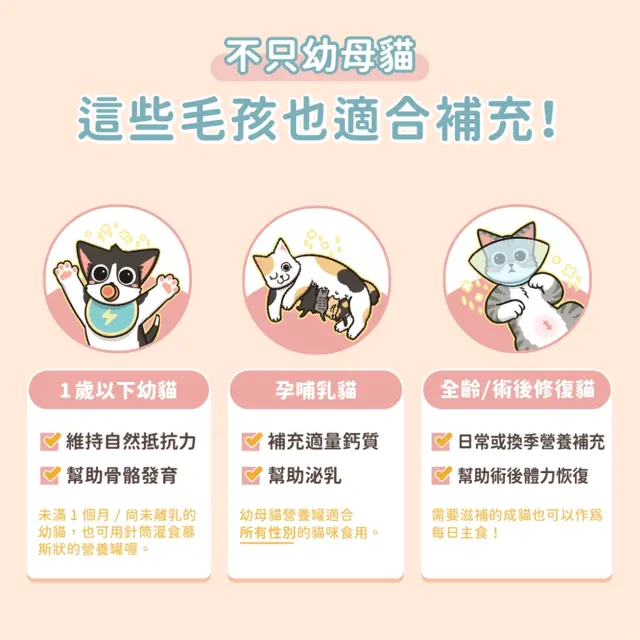 不只幼母貓
這些毛孩也適合補充！
1歲以下幼貓
維持自然抵抗力
幫助骨骼發育
未滿1個月/尚未離乳的
幼貓，也可用針筒灌食慕
斯狀的營養罐喔。
孕哺乳貓
補充適量鈣質
幫助泌乳
幼母貓營養罐適合
所有性別的貓咪食用。
全齡/術後修復貓
日常或換季營養補充
幫助術後體力恢復
需要滋補的成貓也可以作為
每日主食！